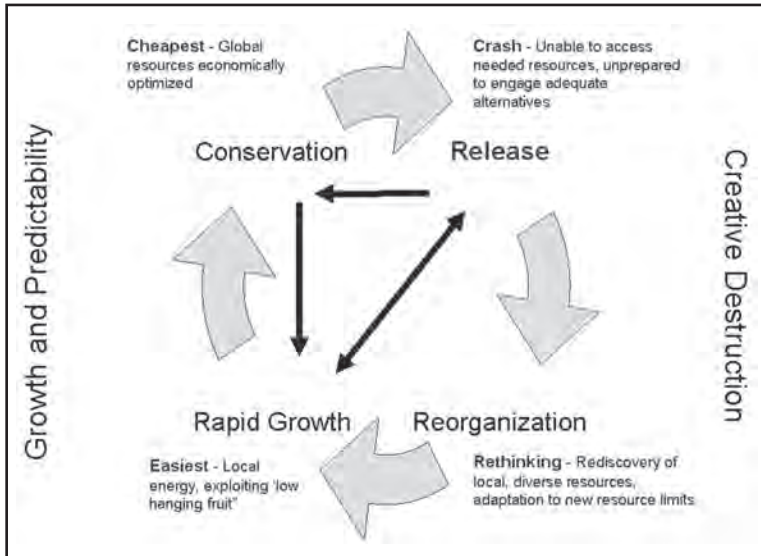 Cheapest - Global
resources economically
optimized
Crash - Unable to access
needed resources, unprepared
to engage adequate
alternatives
Growth and Predictability
Conservation
Release
Creative Destruction
Rapid Growth
Reorganization
Easiest - Local
energy, exploiting 'low
hanging fruit"
Rethinking - Rediscovery of
local, diverse resources,
adaptation to new resource limits